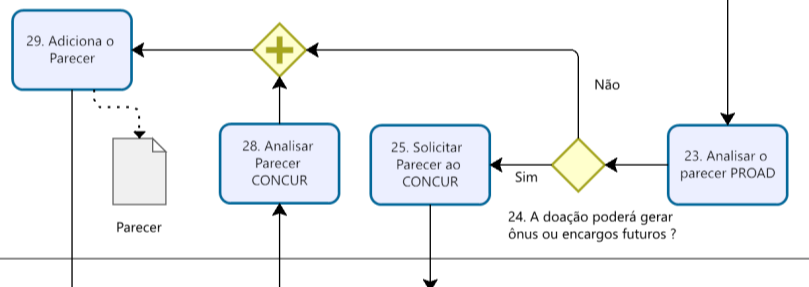 29. Adiciona o
Parecer
Parecer
28. Analisar
Parecer
CONCUR
25. Solicitar
Parecer ao
CONCUR
Sim
Não
24. A doação poderá gerar
ônus ou encargos futuros ?
23. Analisar o
parecer PROAD